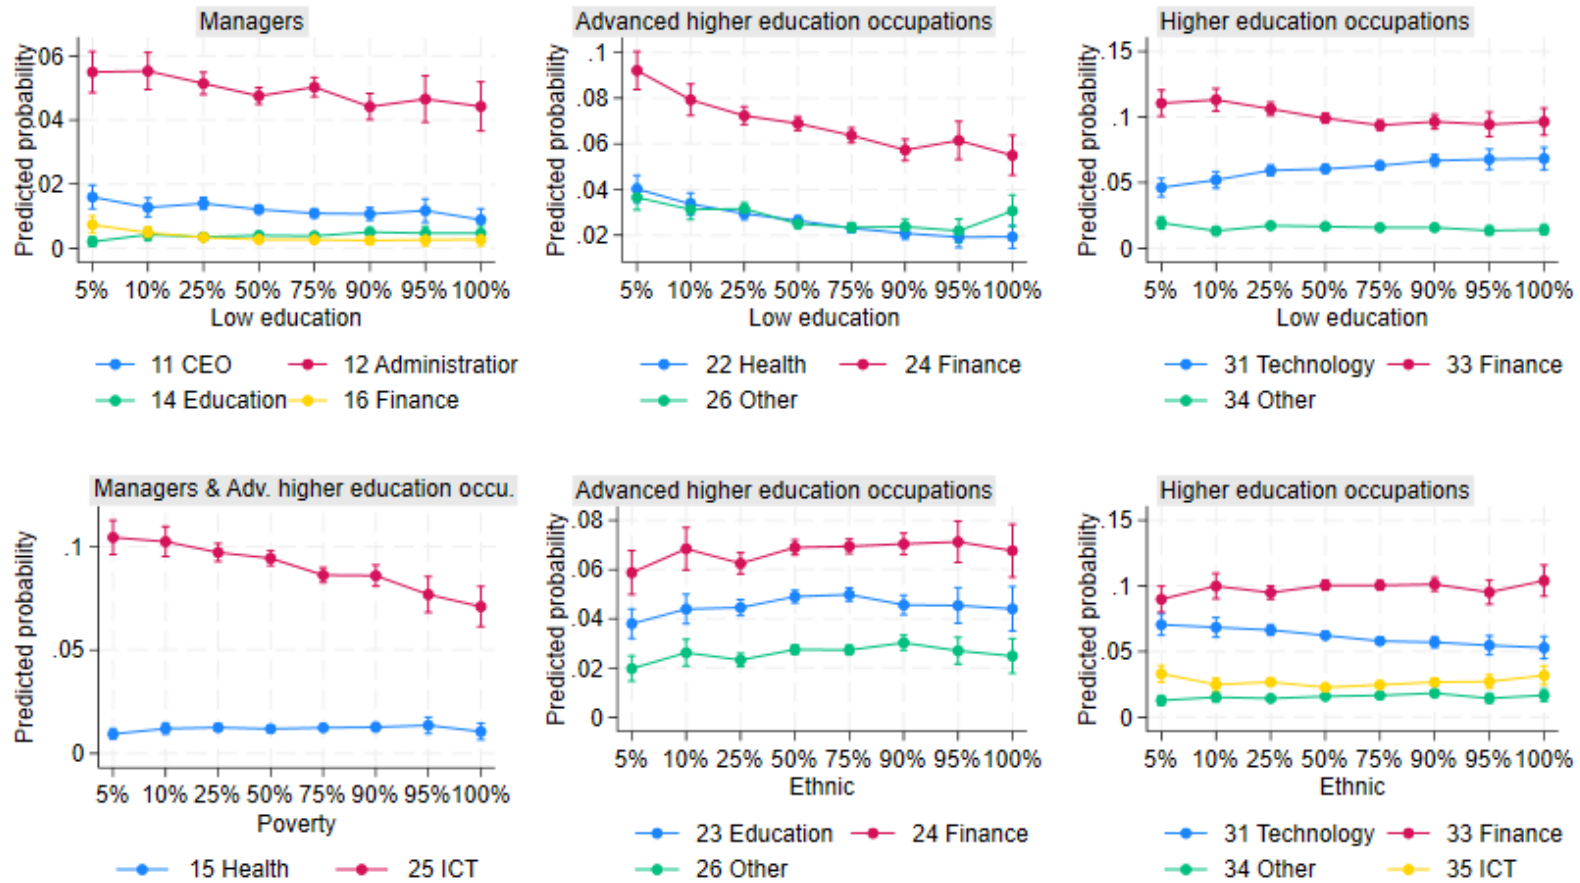 Managers
Predicted probability
.06
.04
.02
0
5% 10% 25% 50% 75% 90% 95% 100%
Low education
11 CEO 12 Administratior
14 Education 16 Finance
Advanced higher education occupations
Predicted probability
.1
.08
.06
.04
.02
5% 10% 25% 50% 75% 90% 95% 100%
Low education
22 Health 24 Finance
26 Other
Higher education occupations
Predicted probability
.15
.1
.05
0
5% 10% 25% 50% 75% 90% 95% 100%
Low education
31 Technology 33 Finance
34 Other
Managers & Adv. higher education occu.
Predicted probability
.1
.05
0
5% 10% 25% 50% 75% 90% 95% 100%
Poverty
15 Health 25 ICT
Advanced higher education occupations
Predicted probability
.08
.06
.04
.02
0
5% 10% 25% 50% 75% 90% 95% 100%
Ethnic
23 Education 24 Finance
26 Other
Higher education occupations
Predicted probability
.15
.1
.05
0
5% 10% 25% 50% 75% 90% 95% 100%
Ethnic
31 Technology 33 Finance
34 Other 35 ICT